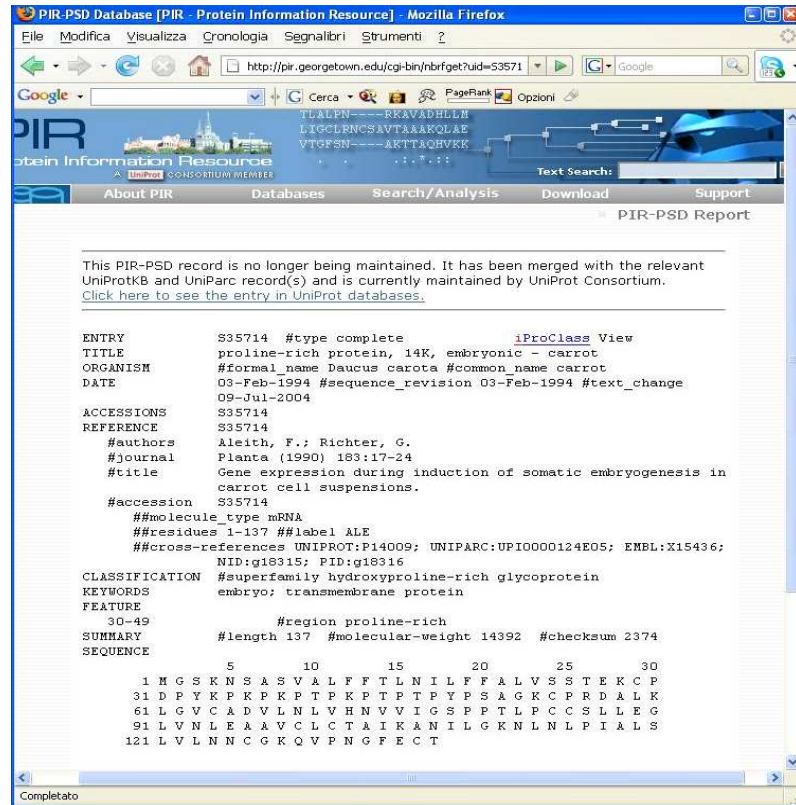 PIR-PSD Database [PIR - Protein Information Resource] - Mozilla Firefox
File Modifica Visualizza Cronologia Segnalibri Strumenti ?
http://pir.georgetown.edu/cgi-bin/nbrfget?uid=S3571 Google
Google Cerca PageRank Opzioni
TLALPN----RKAVADHLLM
PIR LIGCLRNCSAVTAAAKQLAE
VTGFSN----AKTTAQHVKK
otein Information Resource
A UniProt CONSORTIUM MEMBER Text Search:
About PIR Databases Search/Analysis Download Support
PIR-PSD Report
This PIR-PSD record is no longer being maintained. It has been merged with the relevant
UniProtKB and UniParc record(s) and is currently maintained by UniProt Consortium.
Click here to see the entry in UniProt databases.
ENTRY S35714 #type complete iProClass View
TITLE proline-rich protein, 14K, embryonic - carrot
ORGANISM #formal_name Daucus carota #common_name carrot
DATE 03-Feb-1994 #sequence_revision 03-Feb-1994 #text_change
09-Jul-2004
ACCESSIONS S35714
REFERENCE S35714
#authors Aleith, F.; Richter, G.
#journal Planta (1990) 183:17-24
#title Gene expression during induction of somatic embryogenesis in
carrot cell suspensions.
#accession S35714
##molecule_type mRNA
##residues 1-137 ##label ALE
##cross-references UNIPROT:P14009; UNIPARC:UPI0000124E05; EMBL:X15436;
NID:g18315; PID:g18316
CLASSIFICATION #superfamily hydroxyproline-rich glycoprotein
KEYWORDS embryo; transmembrane protein
FEATURE
30-49 #region proline-rich
SUMMARY #length 137 #molecular-weight 14392 #checksum 2374
SEQUENCE
5 10 15 20 25 30
1 M G S K N S A S V A L F F T L N I L F F A L V S S T E K C P
31 D P Y K P K P K P T P K P T P T P Y P S A G K C P R D A L K
61 L G V C A D V L N L V H N V V I G S P P T L P C C S L L E G
91 L V N L E A A V C L C T A I K A N I L G K N L N L P I A L S
121 L V L N N C G K Q V P N G F E C T
Completato